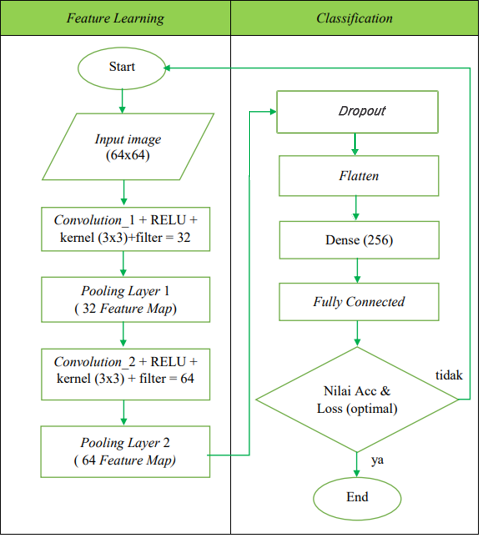 Feature Learning
Classification
Start
Input image
(64x64)
Convolution_1 + RELU +
kernel (3x3)+filter = 32
Pooling Layer 1
( 32 Feature Map)
Convolution_2 + RELU +
kernel (3x3) + filter = 64
Pooling Layer 2
( 64 Feature Map)
Dropout
Flatten
Dense (256)
Fully Connected
Nilai Acc &
Loss (optimal)
tidak
ya
End